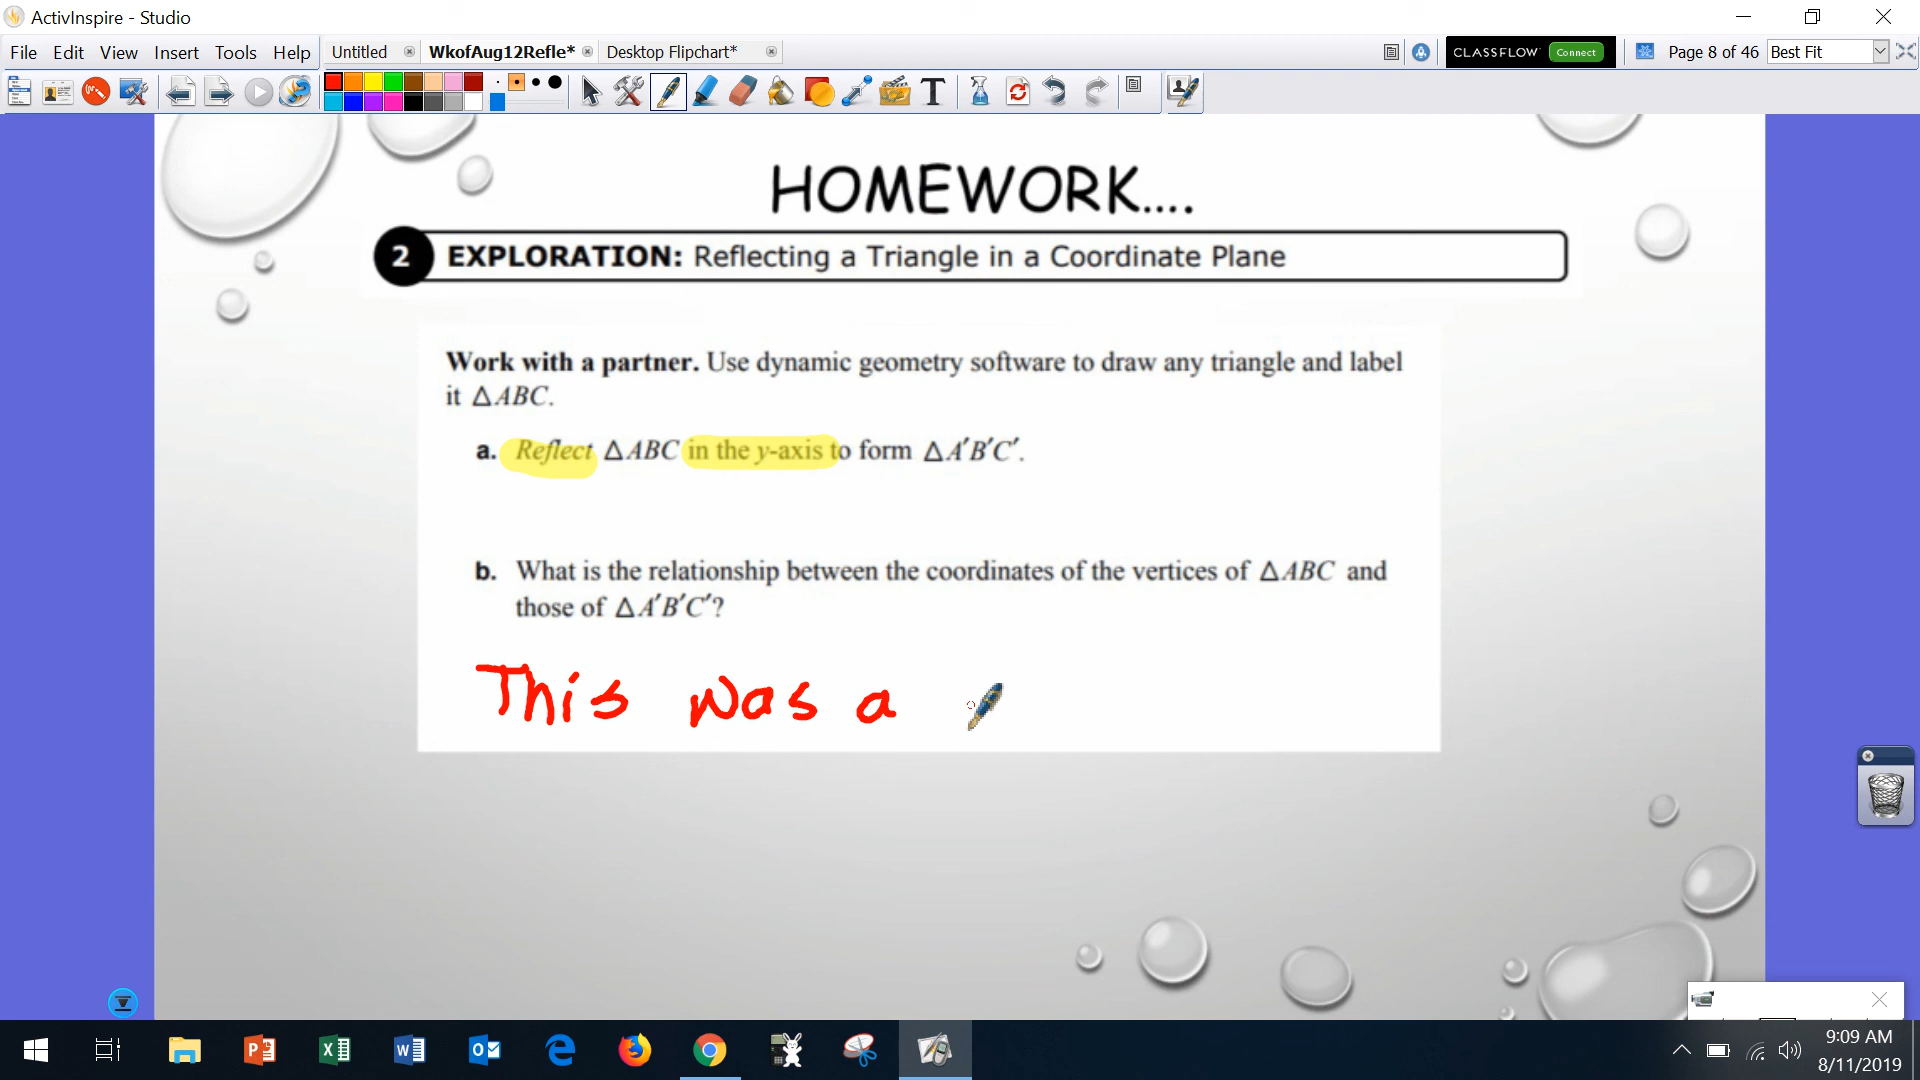 ActivInspire - Studio
File Edit View Insert Tools Help Untitled WkofAug12Refle* Desktop Flipchart* CLASSFLOW Connect Page 8 of 46 Best Fit
HOMEWORK....
2 EXPLORATION: Reflecting a Triangle in a Coordinate Plane
Work with a partner. Use dynamic geometry software to draw any triangle and label
it △ABC.
a. Reflect △ABC in the y-axis to form △A′B′C′.
b. What is the relationship between the coordinates of the vertices of △ABC and
those of △A′B′C′?
This was a
9:09 AM
8/11/2019